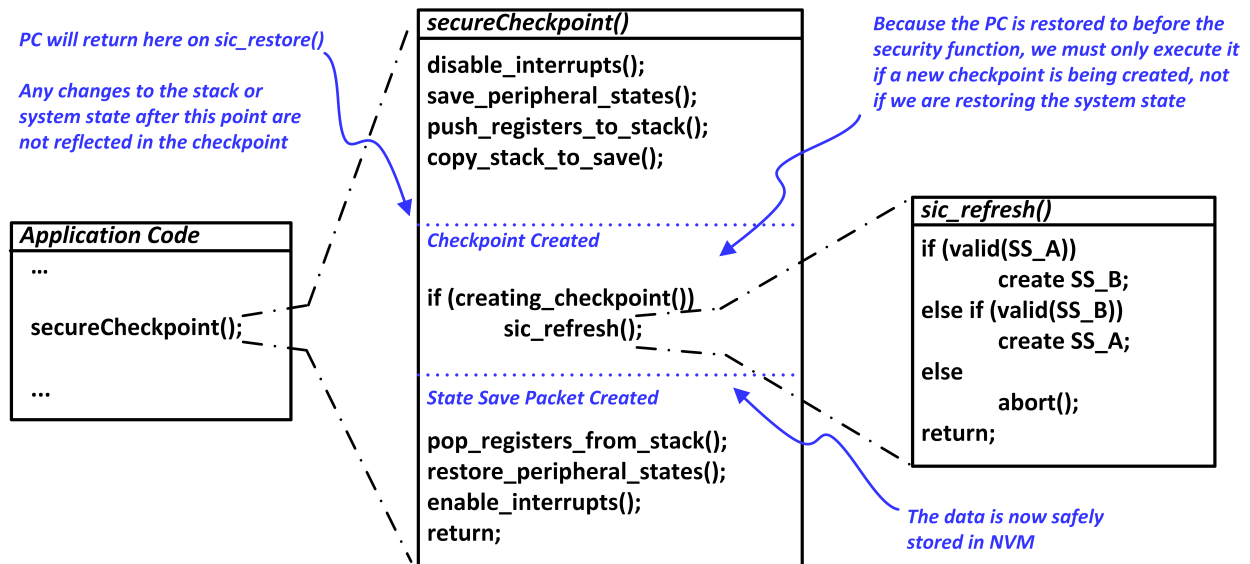 PC will return here on sic_restore()
Any changes to the stack or
system state after this point are
not reflected in the checkpoint
Application Code
...
secureCheckpoint();
...
secureCheckpoint()
disable_interrupts();
save_peripheral_states();
push_registers_to_stack();
copy_stack_to_save();
Checkpoint Created
if (creating_checkpoint())
sic_refresh();
State Save Packet Created
pop_registers_from_stack();
restore_peripheral_states();
enable_interrupts();
return;
Because the PC is restored to before the
security function, we must only execute it
if a new checkpoint is being created, not
if we are restoring the system state
sic_refresh()
if (valid(SS_A))
create SS_B;
else if (valid(SS_B))
create SS_A;
else
abort();
return;
The data is now safely
stored in NVM